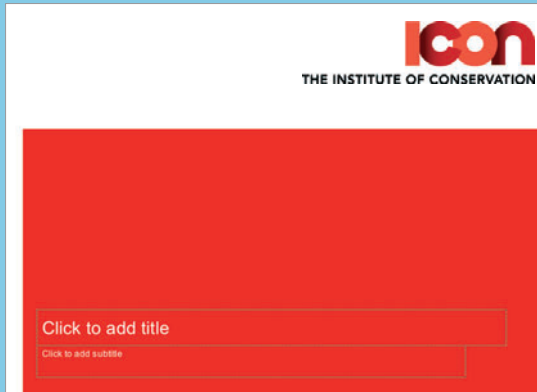 icon
THE INSTITUTE OF CONSERVATION
Click to add title
Click to add subtitle